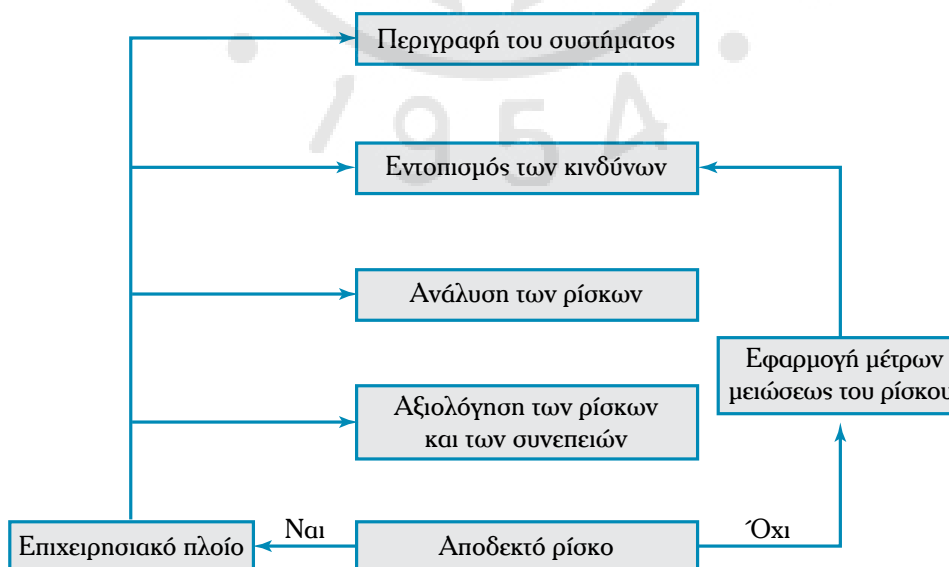 Περιγραφή του συστήματος
1954
Εντοπισμός των κινδύνων
Ανάλυση των ρίσκων
Εφαρμογή μέτρων
μειώσεως του ρίσκου
Αξιολόγηση των ρίσκων
και των συνεπειών
Επιχειρησιακό πλοίο
Ναι
Αποδεκτό ρίσκο
Όχι